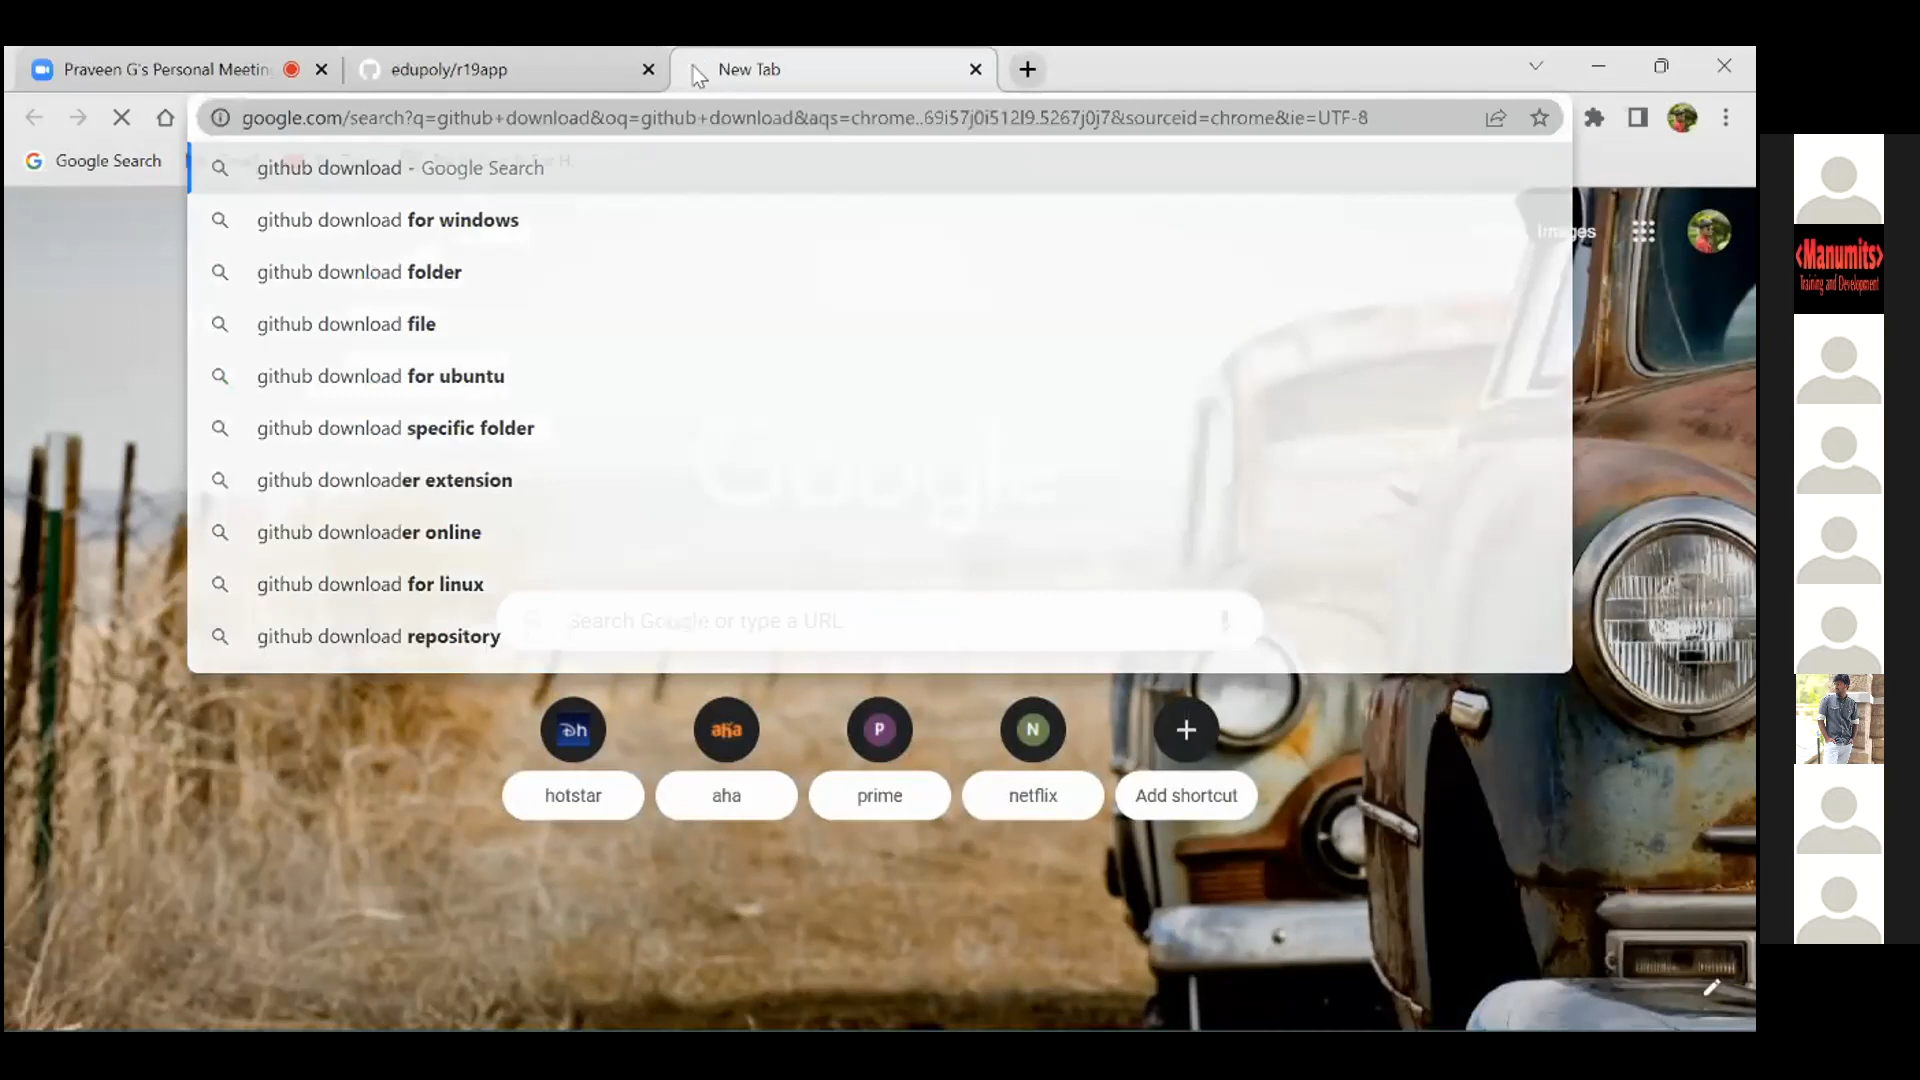 Praveen G's Personal Meetin
edupoly/r19app
New Tab
google.com/search?q=github+download&oq=github+download&aqs=chrome..69i57j0i512l9.5267j0j7&sourceid=chrome&ie=UTF-8
Google Search
github download - Google Search
github download for windows
Images
github download folder
github download file
github download for ubuntu
github download specific folder
Google
github downloader extension
github downloader online
github download for linux
Search Google or type a URL
github download repository
hotstar
aha
prime
netflix
Add shortcut
aha
P
N
<Manumits>
Training and Development